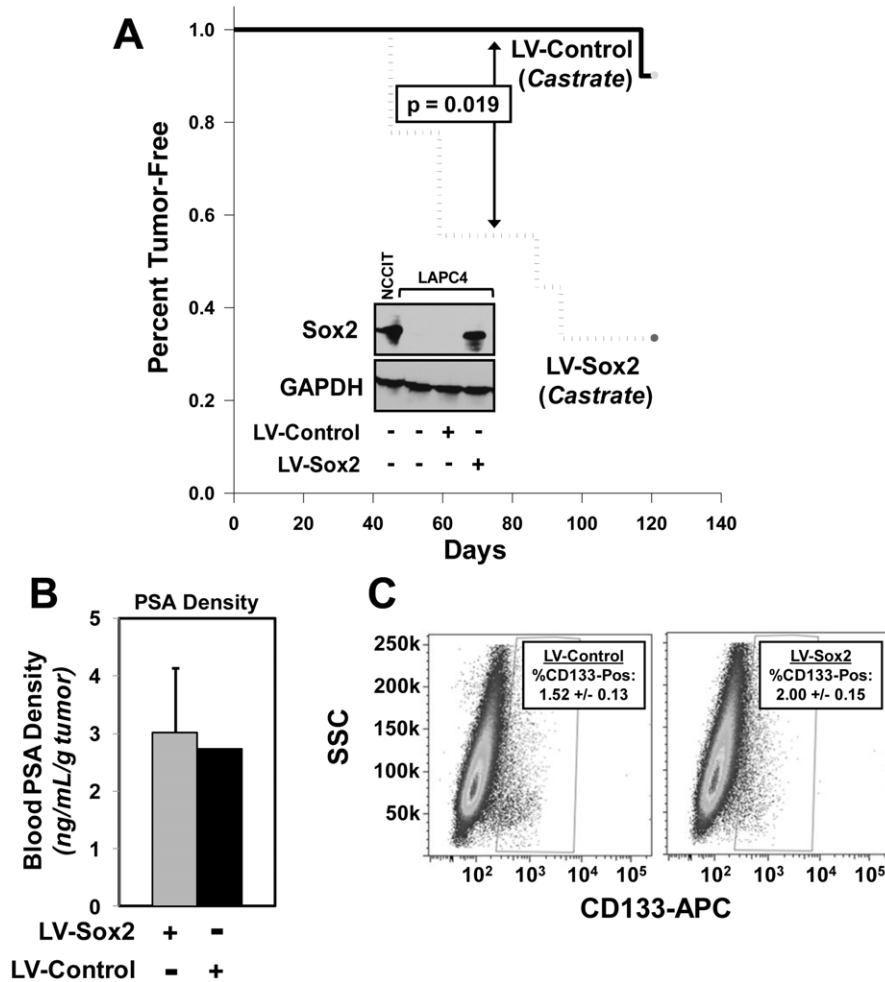 A
Percent Tumor-Free
1.0
0.8
0.6
0.4
0.2
0.0
0 20 40 60 80 100 120 140
Days
LV-Control
(Castrate)
p = 0.019
LV-Sox2
(Castrate)
NCCIT
LAPC4
Sox2
GAPDH
LV-Control - - + -
LV-Sox2 - - - +
B
PSA Density
Blood PSA Density
(ng/mL/g tumor)
5
4
3
2
1
0
LV-Sox2 + -
LV-Control - +
C
SSC
250k
200k
150k
100k
50k
0
LV-Control
%CD133-Pos:
1.52 +/- 0.13
LV-Sox2
%CD133-Pos:
2.00 +/- 0.15
10² 10³ 10⁴ 10⁵
10² 10³ 10⁴ 10⁵
CD133-APC